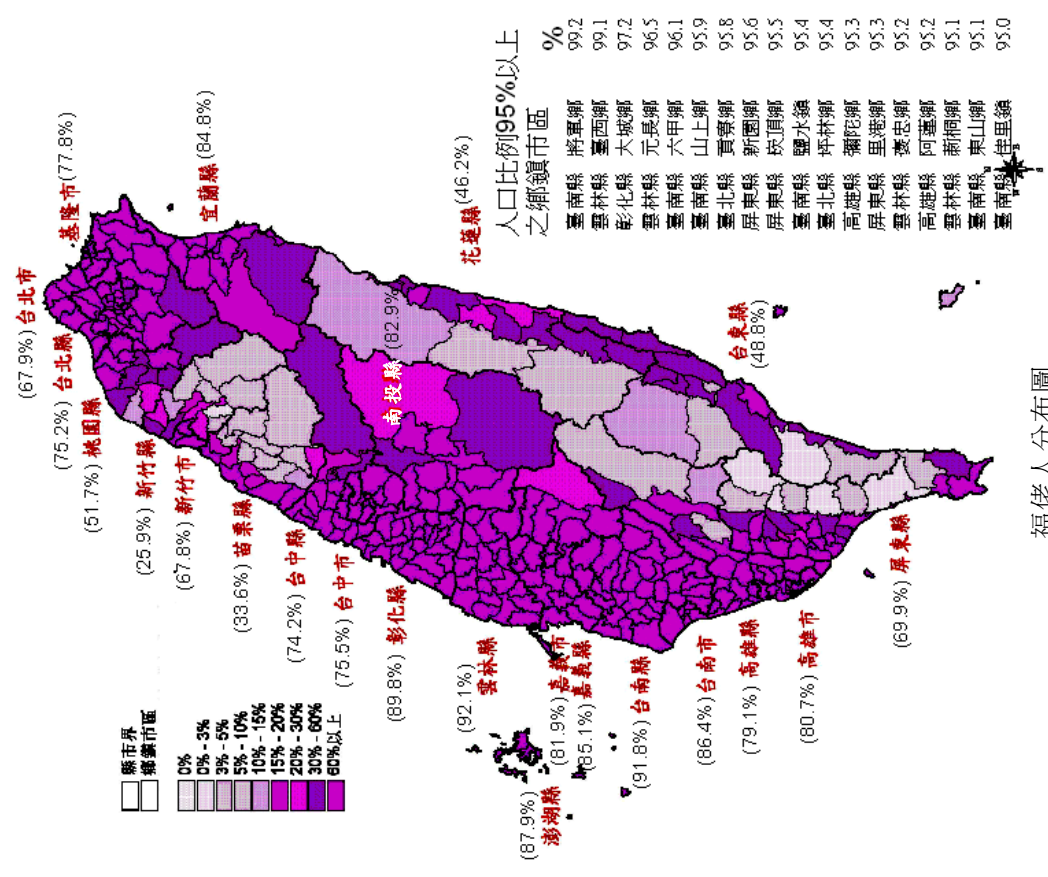 福佬人分布圖
縣市界
鄉鎮市區
0%
0% - 3%
3% - 5%
5% - 10%
10% - 15%
15% - 20%
20% - 30%
30% - 60%
60%以上
(67.9%) 台北市
基隆市(77.8%)
(75.2%) 台北縣
宜蘭縣 (84.8%)
(51.7%) 桃園縣
(25.9%) 新竹縣
(67.8%) 新竹市
(33.6%) 苗栗縣
(74.2%) 台中縣
(75.5%) 台中市
(89.8%) 彰化縣
南投縣 (82.9%
花蓮縣 (46.2%)
(92.1%)
雲林縣
(81.9%) 嘉義市
(85.1%) 嘉義縣
(91.8%) 台南縣
(86.4%) 台南市
(79.1%) 高雄縣
(80.7%) 高雄市
(69.9%) 屏東縣
台東縣
(48.8%)
(87.9%)
澎湖縣
人口比例95%以上
之鄉鎮市區 %
臺南縣 將軍鄉 99.2
雲林縣 臺西鄉 99.1
彰化縣 大城鄉 97.2
雲林縣 元長鄉 96.5
臺南縣 六甲鄉 96.1
臺南縣 山上鄉 95.9
臺北縣 貢寮鄉 95.8
屏東縣 新園鄉 95.6
屏東縣 崁頂鄉 95.5
臺南縣 鹽水鎮 95.4
臺北縣 坪林鄉 95.4
高雄縣 彌陀鄉 95.3
屏東縣 里港鄉 95.3
雲林縣 褒忠鄉 95.2
高雄縣 阿蓮鄉 95.2
雲林縣 莿桐鄉 95.1
臺南縣 東山鄉 95.1
臺南縣 佳里鎮 95.0